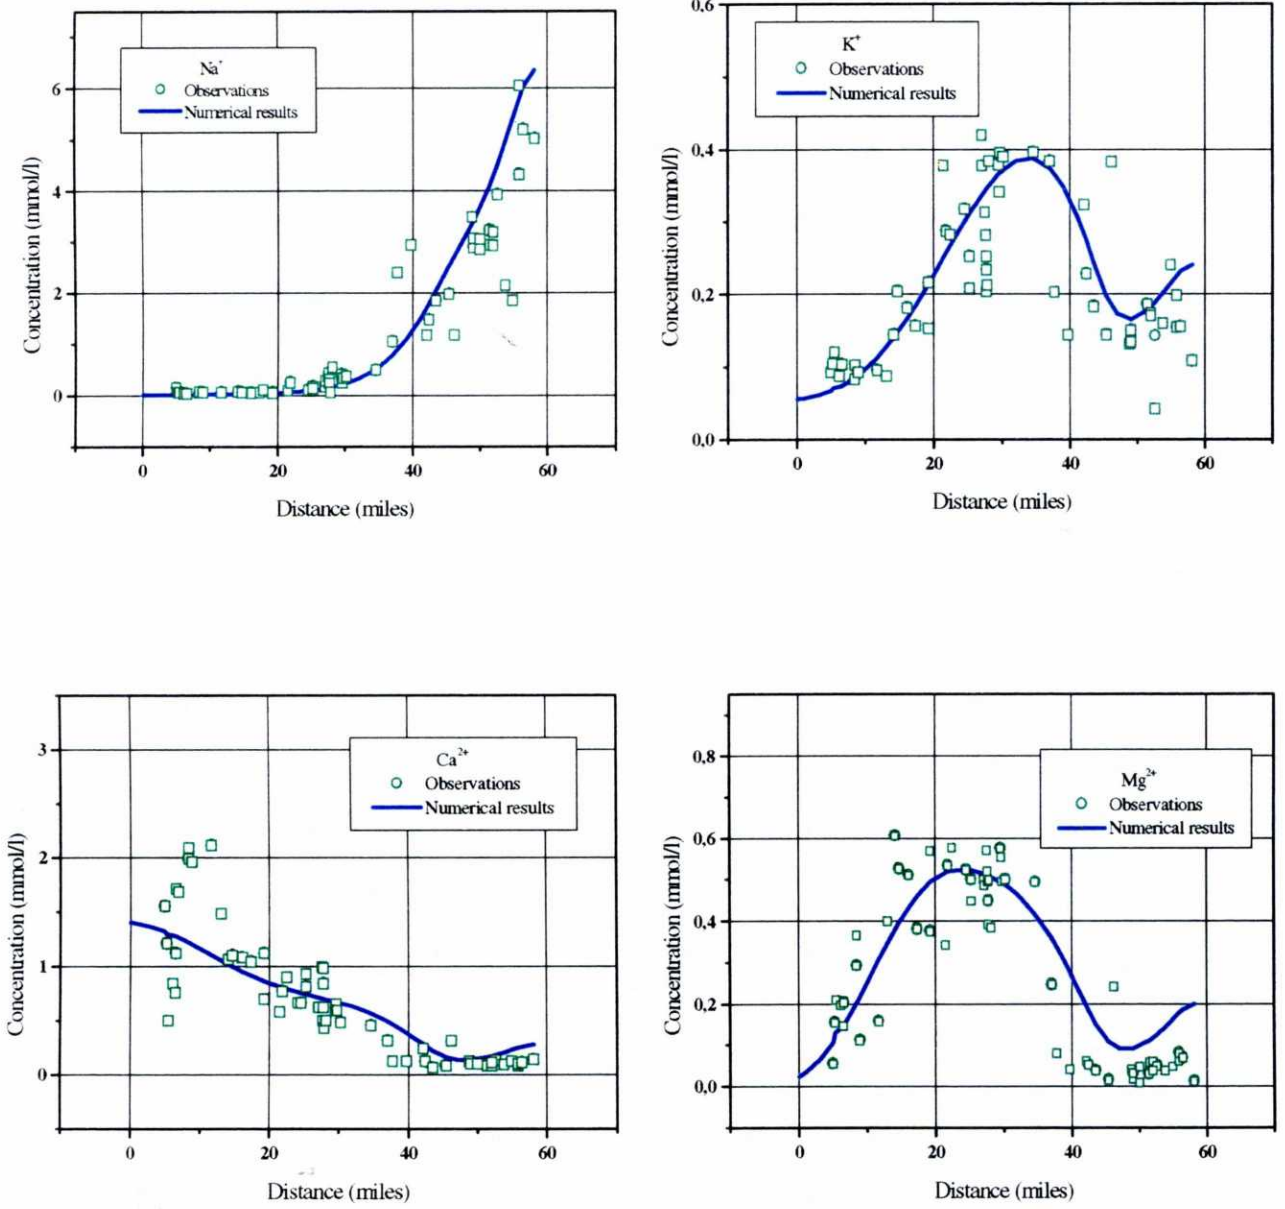 Na⁺
Observations
Numerical results
6
4
2
0
0 20 40 60
Concentration (mmol/l)
Distance (miles)
K⁺
Observations
Numerical results
0,6
0,4
0,2
0,0
0 20 40 60
Concentration (mmol/l)
Distance (miles)
Ca²⁺
Observations
Numerical results
3
2
1
0
0 20 40 60
Concentration (mmol/l)
Distance (miles)
Mg²⁺
Observations
Numerical results
0,8
0,6
0,4
0,2
0,0
0 20 40 60
Concentration (mmol/l)
Distance (miles)